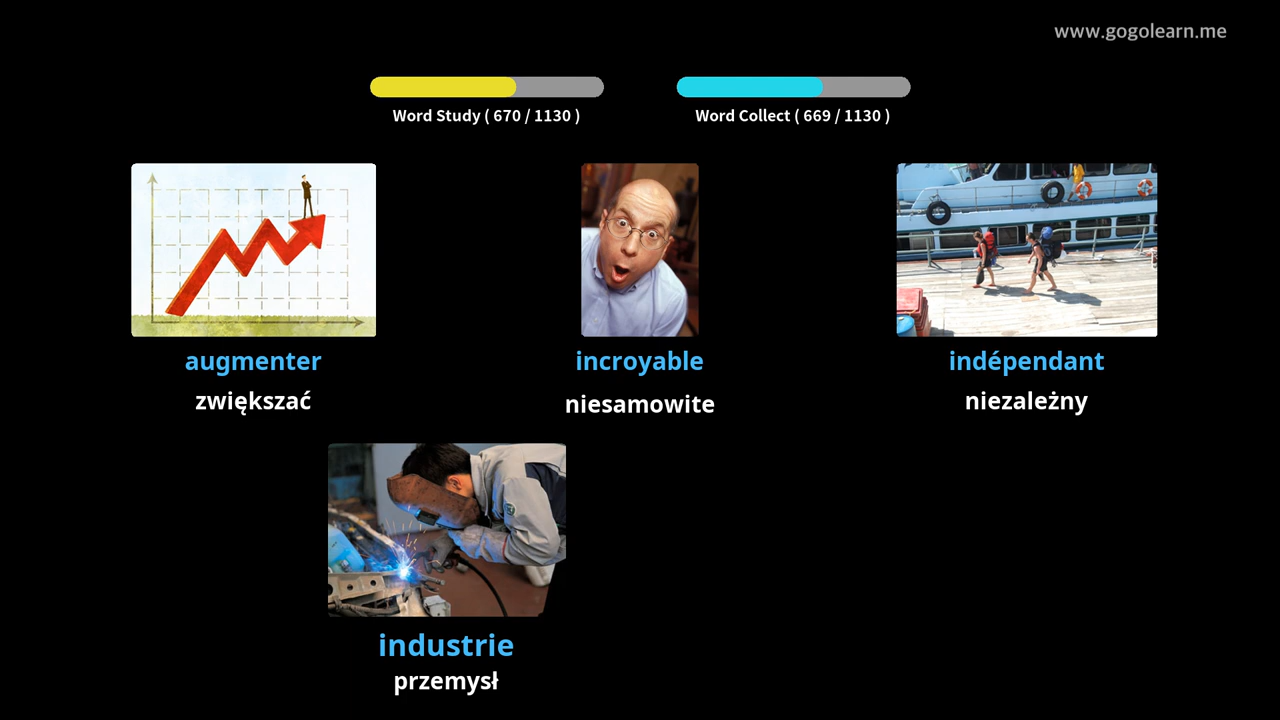 www.gogolearn.me
Word Study ( 670 / 1130 )
Word Collect ( 669 / 1130 )
augmenter
zwiększać
incroyable
niesamowite
indépendant
niezależny
industrie
przemysł